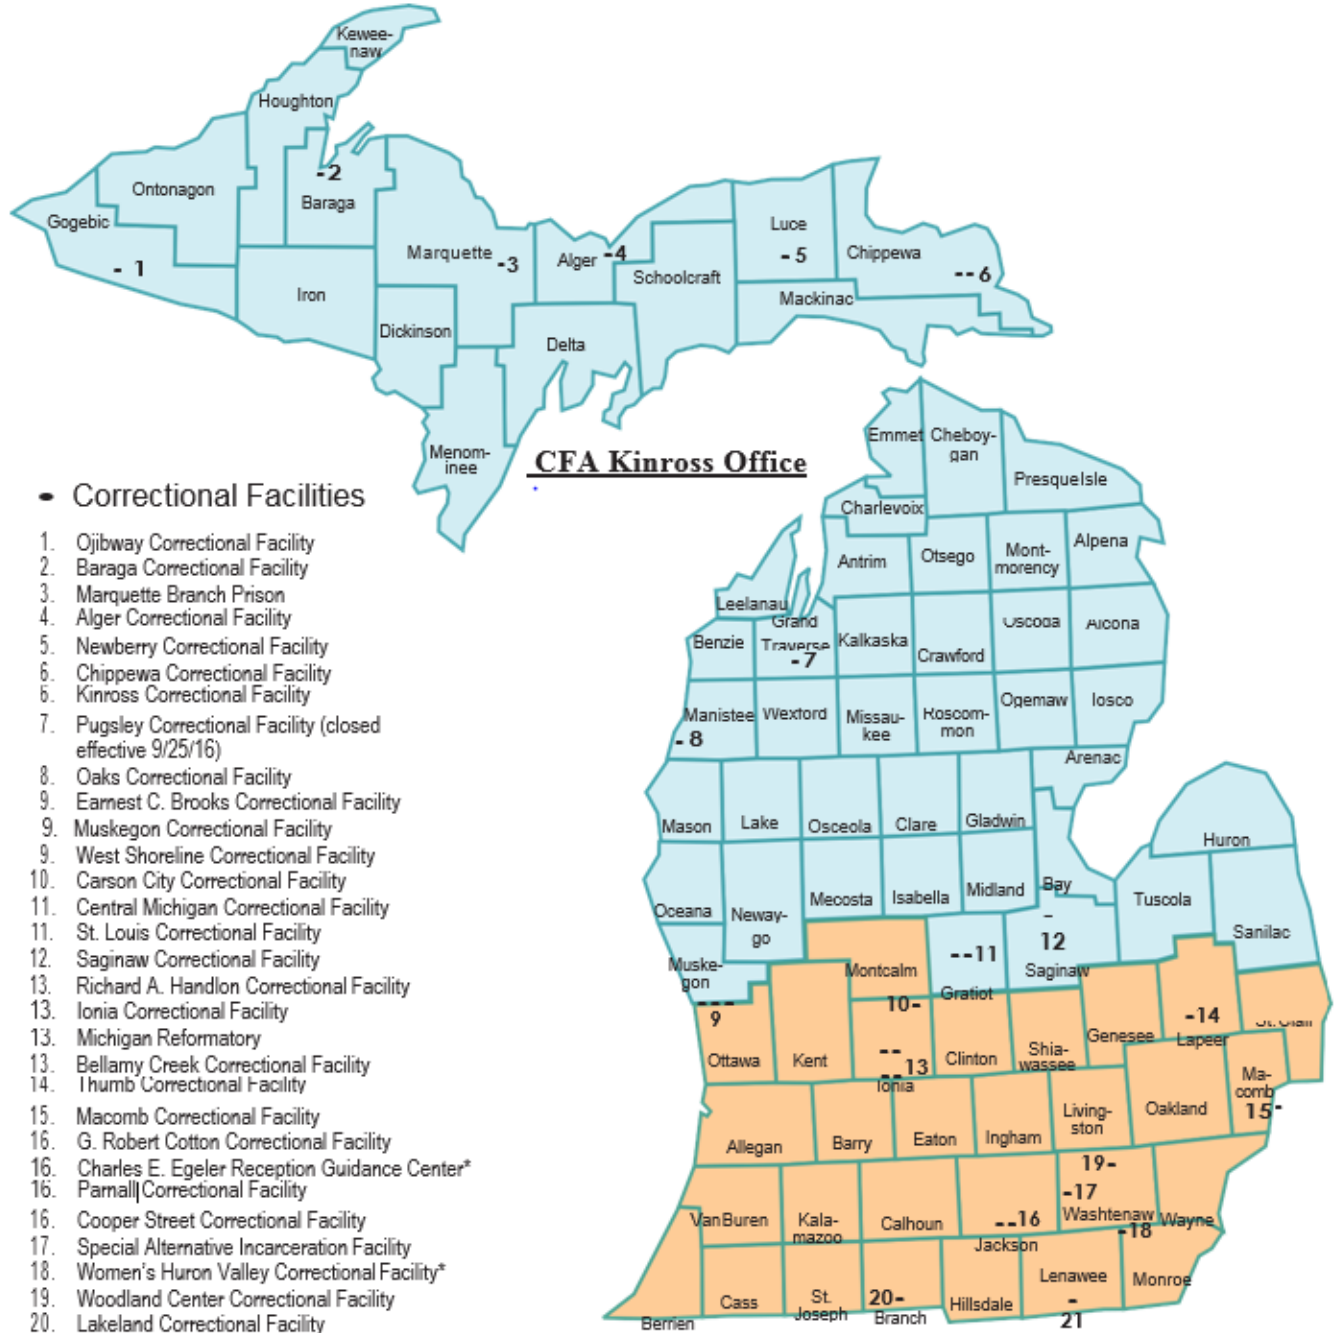 Kewee-
naw
Houghton
-2
Ontonagon
Baraga
Gogebic
- 1
Marquette
-3
Alger
-4
Luce
- 5
Chippewa
-- 6
Schoolcraft
Iron
Mackinac
Dickinson
Delta
Menom-
inee
CFA Kinross Office
Emmet
Cheboy-
gan
PresqueIsle
Charlevoix
Antrim
Otsego
Mont-
morency
Alpena
Leelanau
Benzie
Grand
Traverse
-7
Kalkaska
Crawford
Oscoda
Alcona
Manistee
- 8
Wexford
Missau-
kee
Roscom-
mon
Ogemaw
Iosco
Arenac
Mason
Lake
Osceola
Clare
Gladwin
Huron
Oceana
Neway-
go
Mecosta
Isabella
Midland
Bay
Tuscola
Sanilac
Muske-
gon
---
9
Montcalm
10-
--11
Gratiot
-
12
Saginaw
Ottawa
Kent
--
-- 13
Ionia
Clinton
Shia-
wassee
Genesee
-14
Lapeer
St. Clair
Allegan
Barry
Eaton
Ingham
Living-
ston
Oakland
Ma-
comb
15-
VanBuren
Kala-
mazoo
Calhoun
--16
Jackson
19-
-17
Washtenaw
-18
Wayne
Berrien
Cass
St.
Joseph
20-
Branch
Hillsdale
Lenawee
-
21
Monroe
• Correctional Facilities
1. Ojibway Correctional Facility
2. Baraga Correctional Facility
3. Marquette Branch Prison
4. Alger Correctional Facility
5. Newberry Correctional Facility
6. Chippewa Correctional Facility
6. Kinross Correctional Facility
7. Pugsley Correctional Facility (closed
effective 9/25/16)
8. Oaks Correctional Facility
9. Earnest C. Brooks Correctional Facility
9. Muskegon Correctional Facility
9. West Shoreline Correctional Facility
10. Carson City Correctional Facility
11. Central Michigan Correctional Facility
11. St. Louis Correctional Facility
12. Saginaw Correctional Facility
13. Richard A. Handlon Correctional Facility
13. Ionia Correctional Facility
13. Michigan Reformatory
13. Bellamy Creek Correctional Facility
14. Thumb Correctional Facility
15. Macomb Correctional Facility
16. G. Robert Cotton Correctional Facility
16. Charles E. Egeler Reception Guidance Center*
16. Parnall Correctional Facility
16. Cooper Street Correctional Facility
17. Special Alternative Incarceration Facility
18. Women's Huron Valley Correctional Facility*
19. Woodland Center Correctional Facility
20. Lakeland Correctional Facility